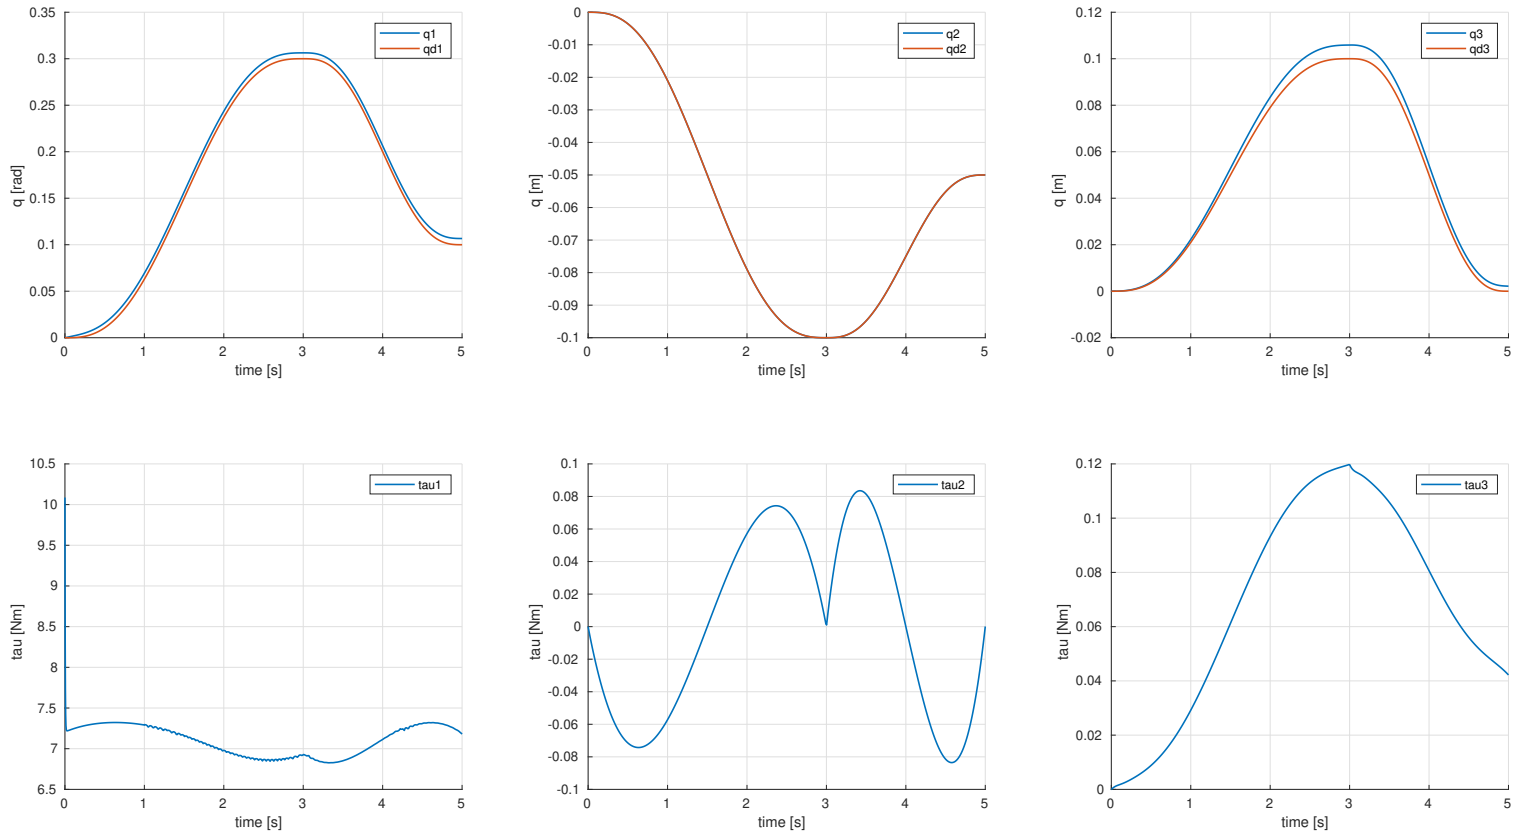 0.35
0.3
0.25
0.2
0.15
0.1
0.05
0
q [rad]
0 1 2 3 4 5
time [s]
q1
qd1
0
-0.01
-0.02
-0.03
-0.04
-0.05
-0.06
-0.07
-0.08
-0.09
-0.1
q [m]
0 1 2 3 4 5
time [s]
q2
qd2
0.12
0.1
0.08
0.06
0.04
0.02
0
-0.02
q [m]
0 1 2 3 4 5
time [s]
q3
qd3
10.5
10
9.5
9
8.5
8
7.5
7
6.5
tau [Nm]
0 1 2 3 4 5
time [s]
tau1
0.1
0.08
0.06
0.04
0.02
0
-0.02
-0.04
-0.06
-0.08
-0.1
tau [Nm]
0 1 2 3 4 5
time [s]
tau2
0.12
0.1
0.08
0.06
0.04
0.02
0
tau [Nm]
0 1 2 3 4 5
time [s]
tau3